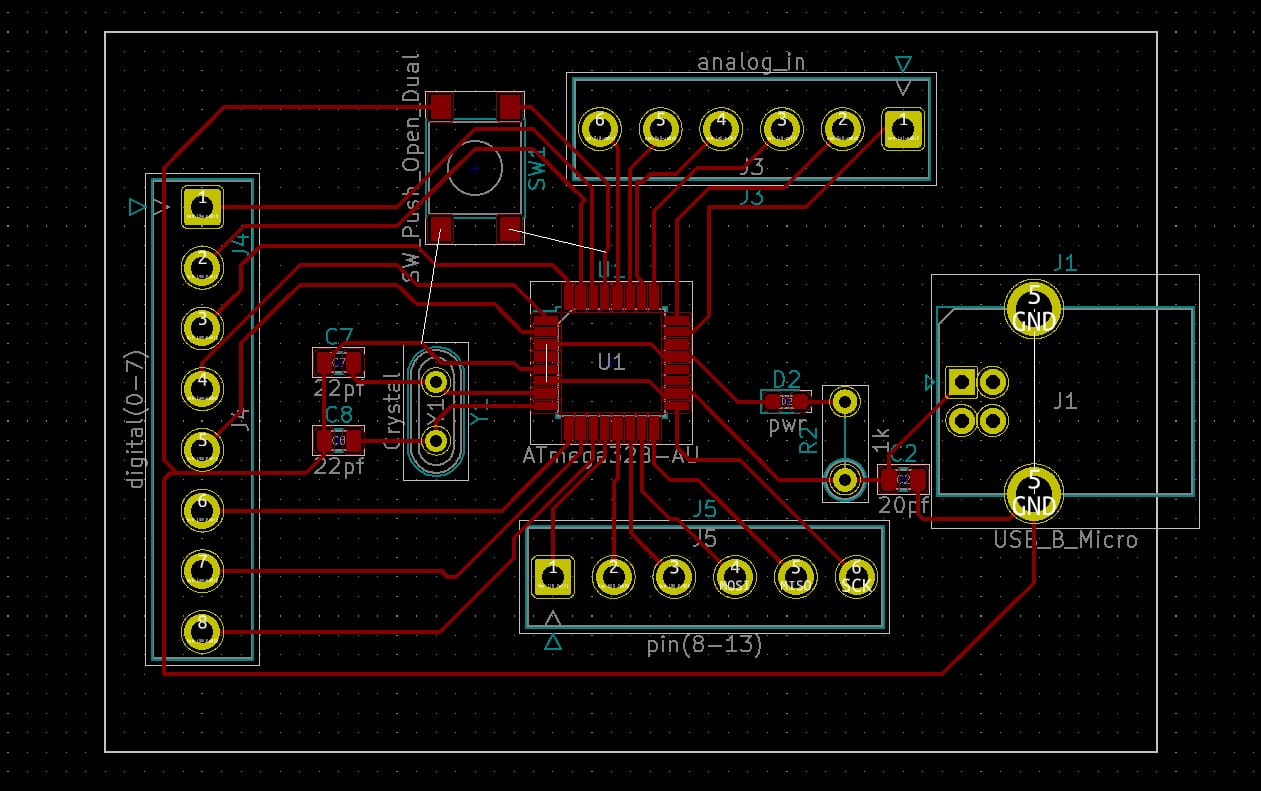 analog_in
6 5 4 3 2 1
J3
J3
SW_Push_Open_Dual
SW1
digital(0-7)
J4
J4
1
2
3
4
5
6
7
8
U1
U1
ATmega328-AU
C7
C7
22pf
C8
C8
22pf
Crystal
Y1
Y1
D2
D2
pwr
R2
1k
C2
C2
20pf
J1
5
GND
J1
5
GND
USB_B_Micro
J5
J5
1 2 3 4 5 6
MOSI MISO SCK
pin(8-13)